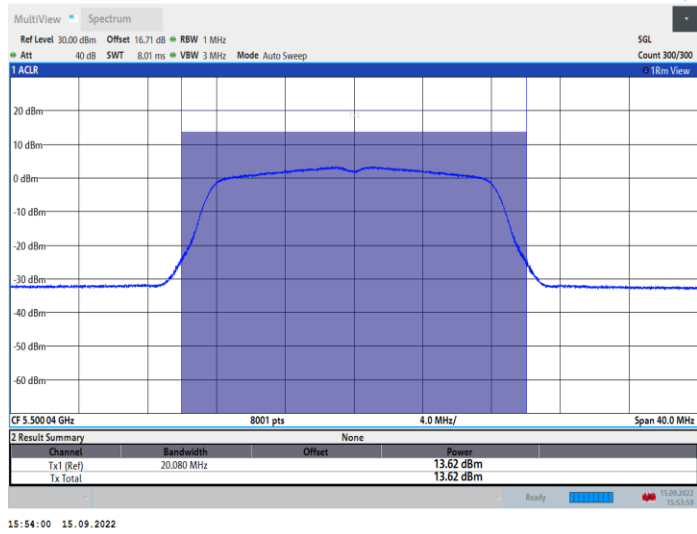 MultiView Spectrum
Ref Level 30.00 dBm Offset 16.71 dB RBW 1 MHz SGL
Att 40 dB SWT 8.01 ms VBW 3 MHz Mode Auto Sweep Count 300/300
1 ACLR 1Rm View
Tx1
20 dBm
10 dBm
0 dBm
-10 dBm
-20 dBm
-30 dBm
-40 dBm
-50 dBm
-60 dBm
CF 5.500 04 GHz 8001 pts 4.0 MHz/ Span 40.0 MHz
2 Result Summary None
Channel Bandwidth Offset Power
Tx1 (Ref) 20.080 MHz 13.62 dBm
Tx Total 13.62 dBm
Ready 15.09.2022
15:53:59
15:54:00 15.09.2022